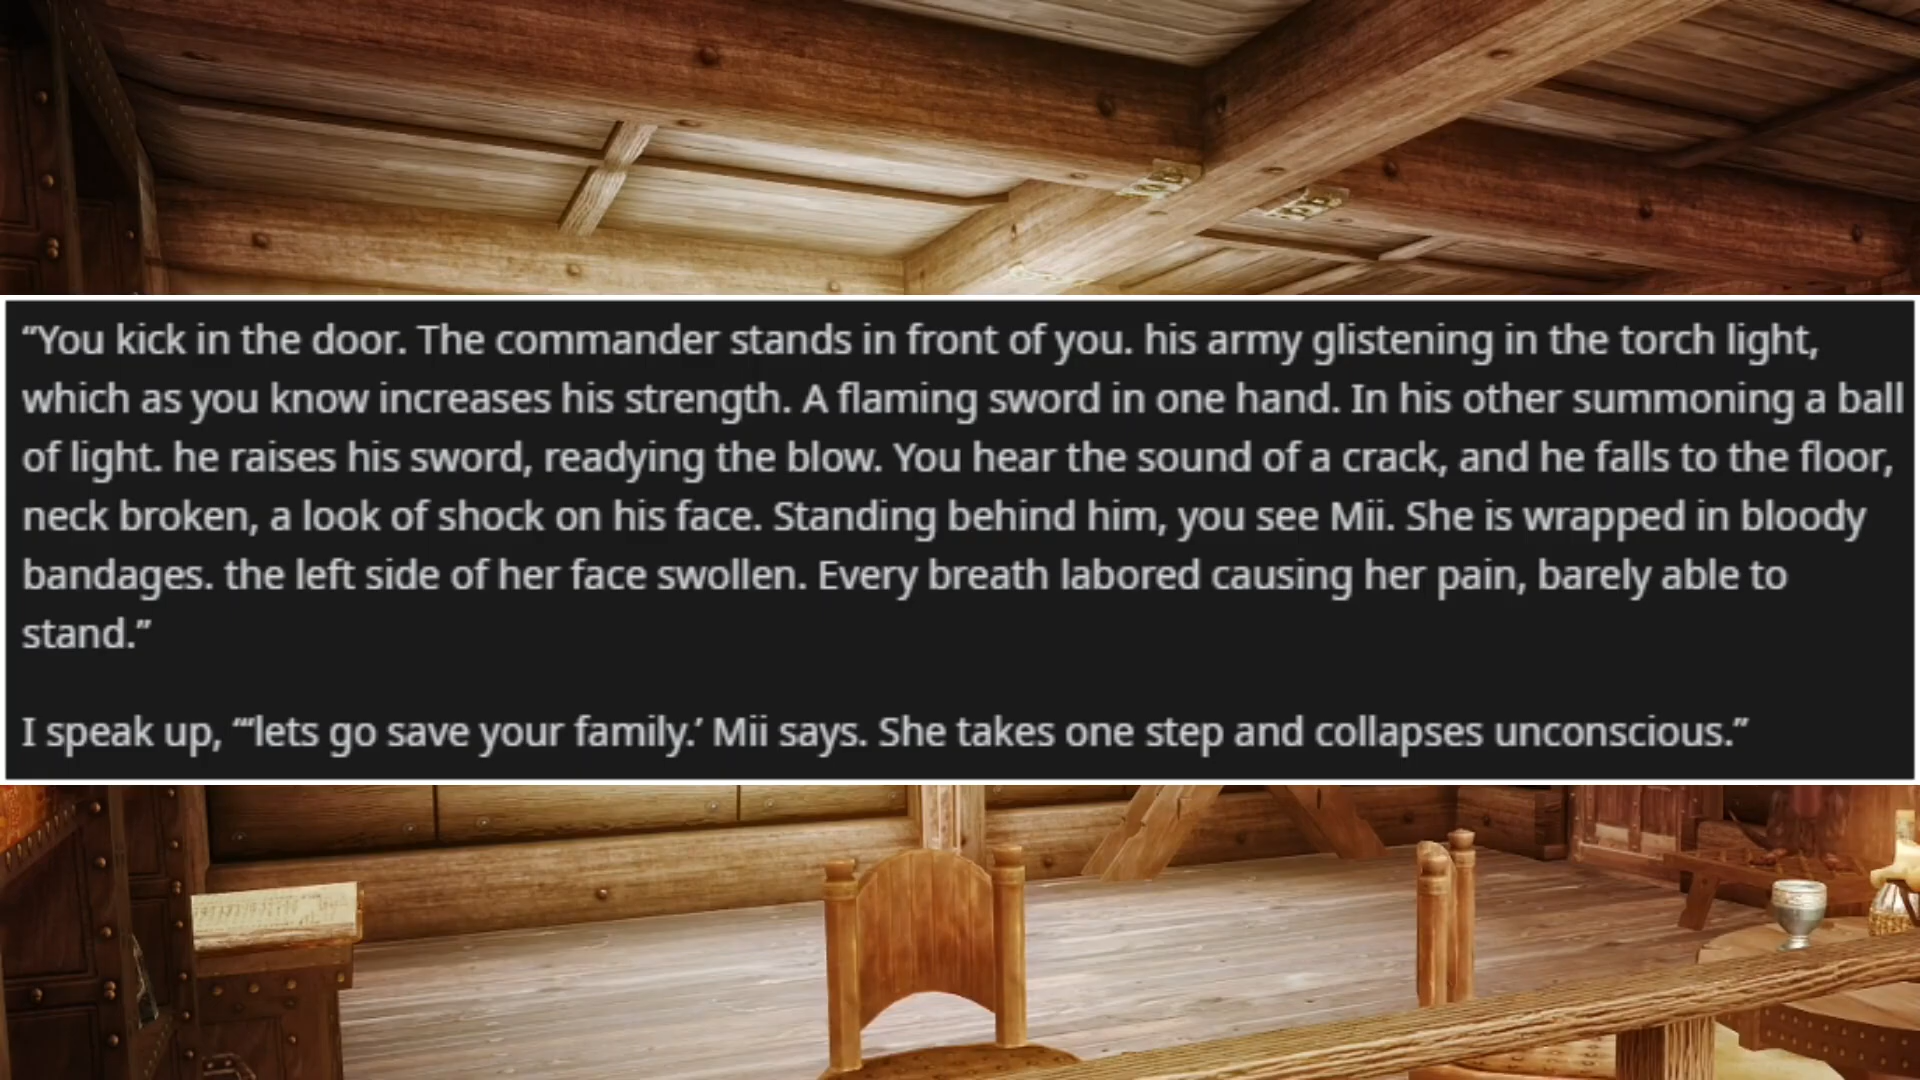 “You kick in the door. The commander stands in front of you. his army glistening in the torch light,
which as you know increases his strength. A flaming sword in one hand. In his other summoning a ball
of light. he raises his sword, readying the blow. You hear the sound of a crack, and he falls to the floor,
neck broken, a look of shock on his face. Standing behind him, you see Mii. She is wrapped in bloody
bandages. the left side of her face swollen. Every breath labored causing her pain, barely able to
stand.”
I speak up, “‘lets go save your family.’ Mii says. She takes one step and collapses unconscious.”